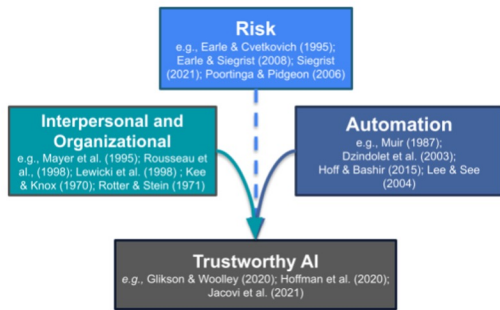 Risk
e.g., Earle & Cvetkovich (1995);
Earle & Siegrist (2008); Siegrist
(2021); Poortinga & Pidgeon (2006)
Interpersonal and
Organizational
e.g., Mayer et al. (1995); Rousseau et
al., (1998); Lewicki et al. (1998) ; Kee
& Knox (1970); Rotter & Stein (1971)
Automation
e.g., Muir (1987);
Dzindolet et al. (2003);
Hoff & Bashir (2015); Lee & See
(2004)
Trustworthy AI
e.g., Glikson & Woolley (2020); Hoffman et al. (2020);
Jacovi et al. (2021)